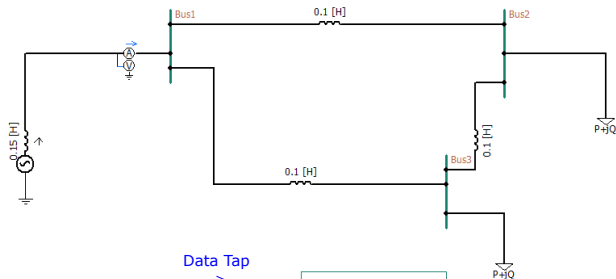 Bus1
0.1 [H]
Bus2
A
V
0.15 [H]
P+jQ
0.1 [H]
0.1 [H]
Bus3
Data Tap
P+jQ